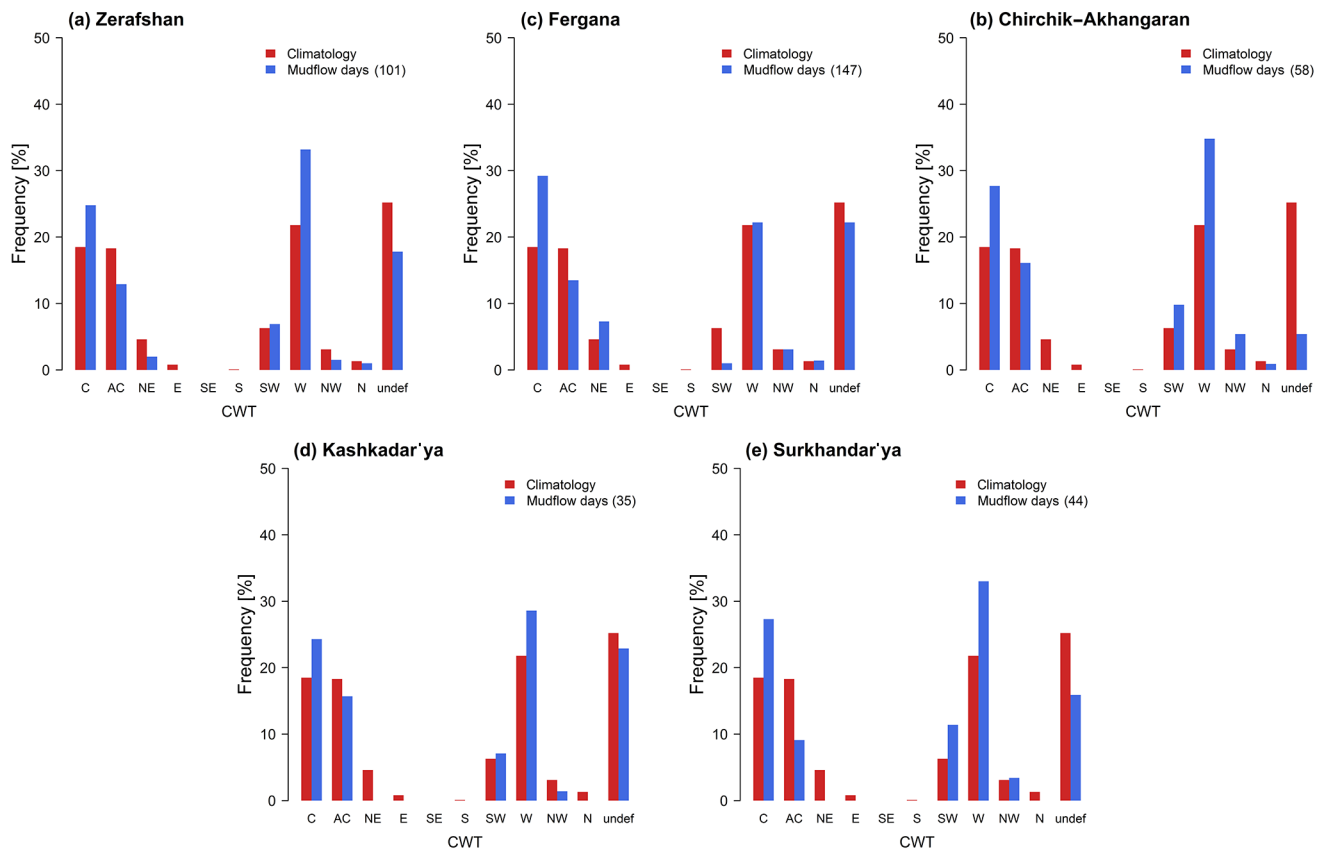 (a) Zerafshan
Climatology
Mudflow days (101)
Frequency [%]
50
40
30
20
10
0
C AC NE E SE S SW W NW N undef
CWT
(c) Fergana
Climatology
Mudflow days (147)
Frequency [%]
50
40
30
20
10
0
C AC NE E SE S SW W NW N undef
CWT
(b) Chirchik−Akhangaran
Climatology
Mudflow days (58)
Frequency [%]
50
40
30
20
10
0
C AC NE E SE S SW W NW N undef
CWT
(d) Kashkadar'ya
Climatology
Mudflow days (35)
Frequency [%]
50
40
30
20
10
0
C AC NE E SE S SW W NW N undef
CWT
(e) Surkhandar'ya
Climatology
Mudflow days (44)
Frequency [%]
50
40
30
20
10
0
C AC NE E SE S SW W NW N undef
CWT